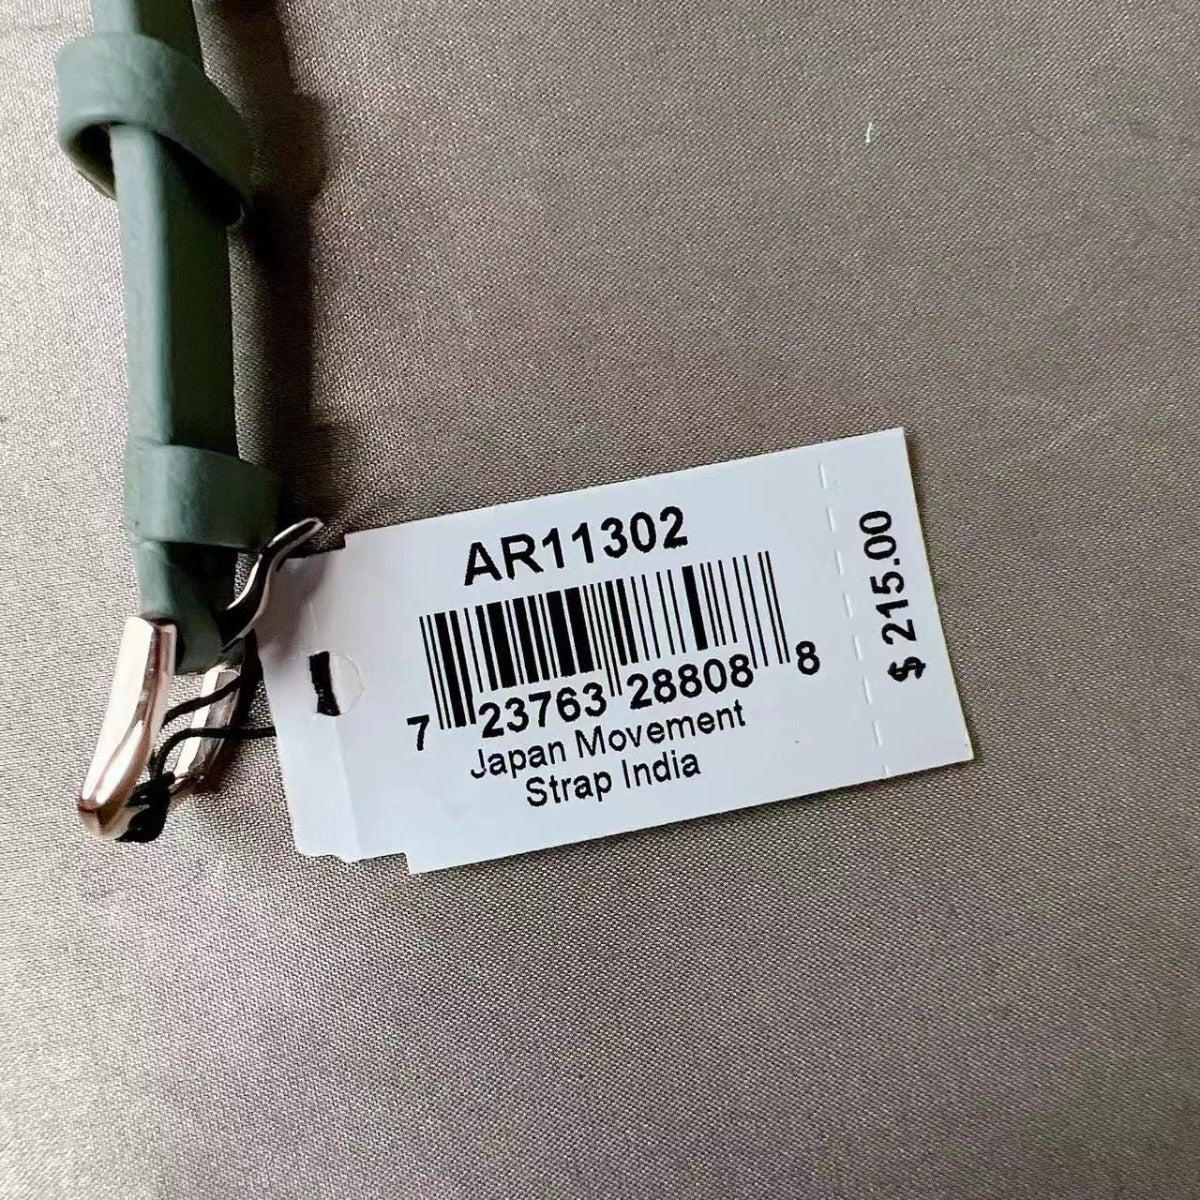 AR11302
7 23763 28808 8
Japan Movement
Strap India
$ 215.00